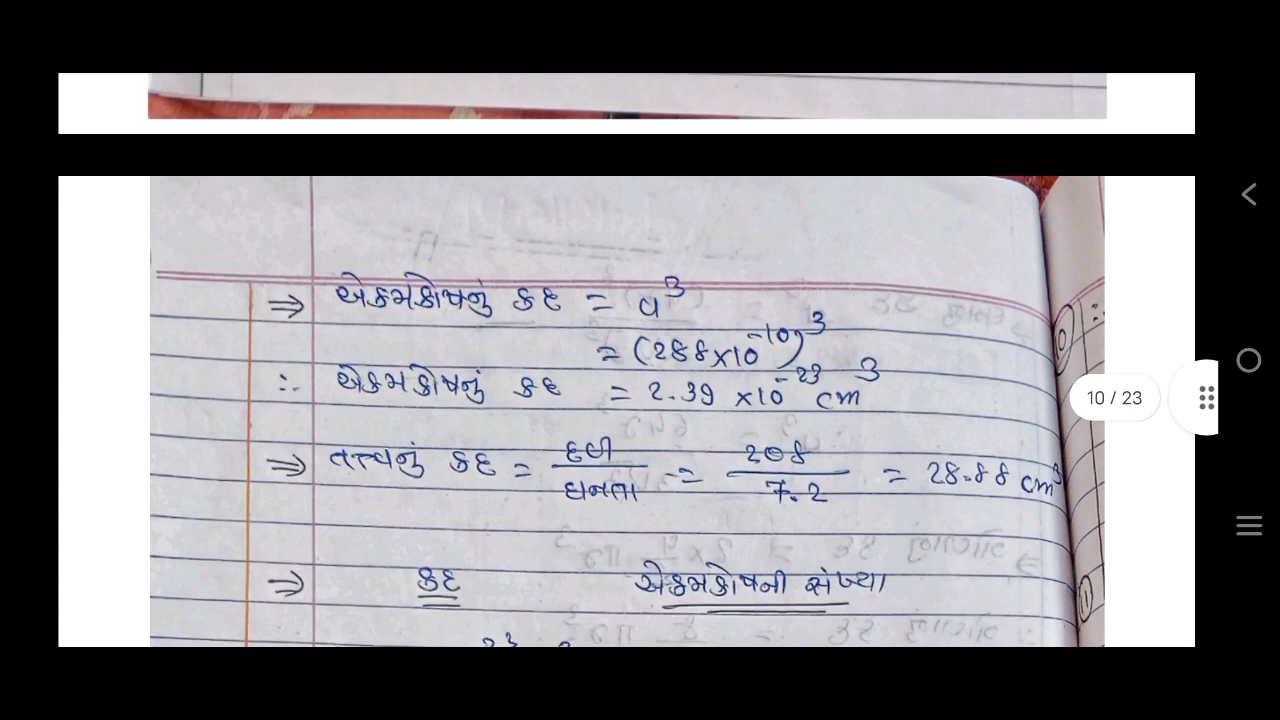 ⇒ એકમકોષનું કદ = a³
= (288×10⁻¹⁰)³
∴ એકમકોષનું કદ = 2.39 ×10⁻²³ cm³
⇒ તત્ત્વનું કદ = દળ / ઘનતા = 208 / 7.2 = 28.88 cm³
10 / 23
⇒ કદ એકમકોષની સંખ્યા